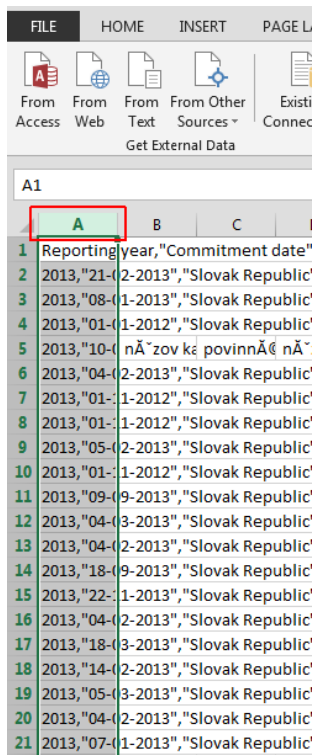 FILE HOME INSERT PAGE LA
From Access From Web From Text From Other Sources Existi Connec
Get External Data
A1
A B C
1 Reporting year,"Commitment date"
2 2013,"21-02-2013","Slovak Republic"
3 2013,"08-01-2013","Slovak Republic"
4 2013,"01-01-2013","Slovak Republic"
5 2013,"10-0 nĂˇzov ka povinnĂ© nĂˇ
6 2013,"04-02-2013","Slovak Republic"
7 2013,"01-11-2012","Slovak Republic"
8 2013,"01-11-2012","Slovak Republic"
9 2013,"05-02-2013","Slovak Republic"
10 2013,"01-11-2012","Slovak Republic"
11 2013,"09-09-2013","Slovak Republic"
12 2013,"04-03-2013","Slovak Republic"
13 2013,"04-02-2013","Slovak Republic"
14 2013,"18-09-2013","Slovak Republic"
15 2013,"22-11-2013","Slovak Republic"
16 2013,"04-02-2013","Slovak Republic"
17 2013,"18-03-2013","Slovak Republic"
18 2013,"14-02-2013","Slovak Republic"
19 2013,"05-03-2013","Slovak Republic"
20 2013,"04-02-2013","Slovak Republic"
21 2013,"07-01-2013","Slovak Republic"